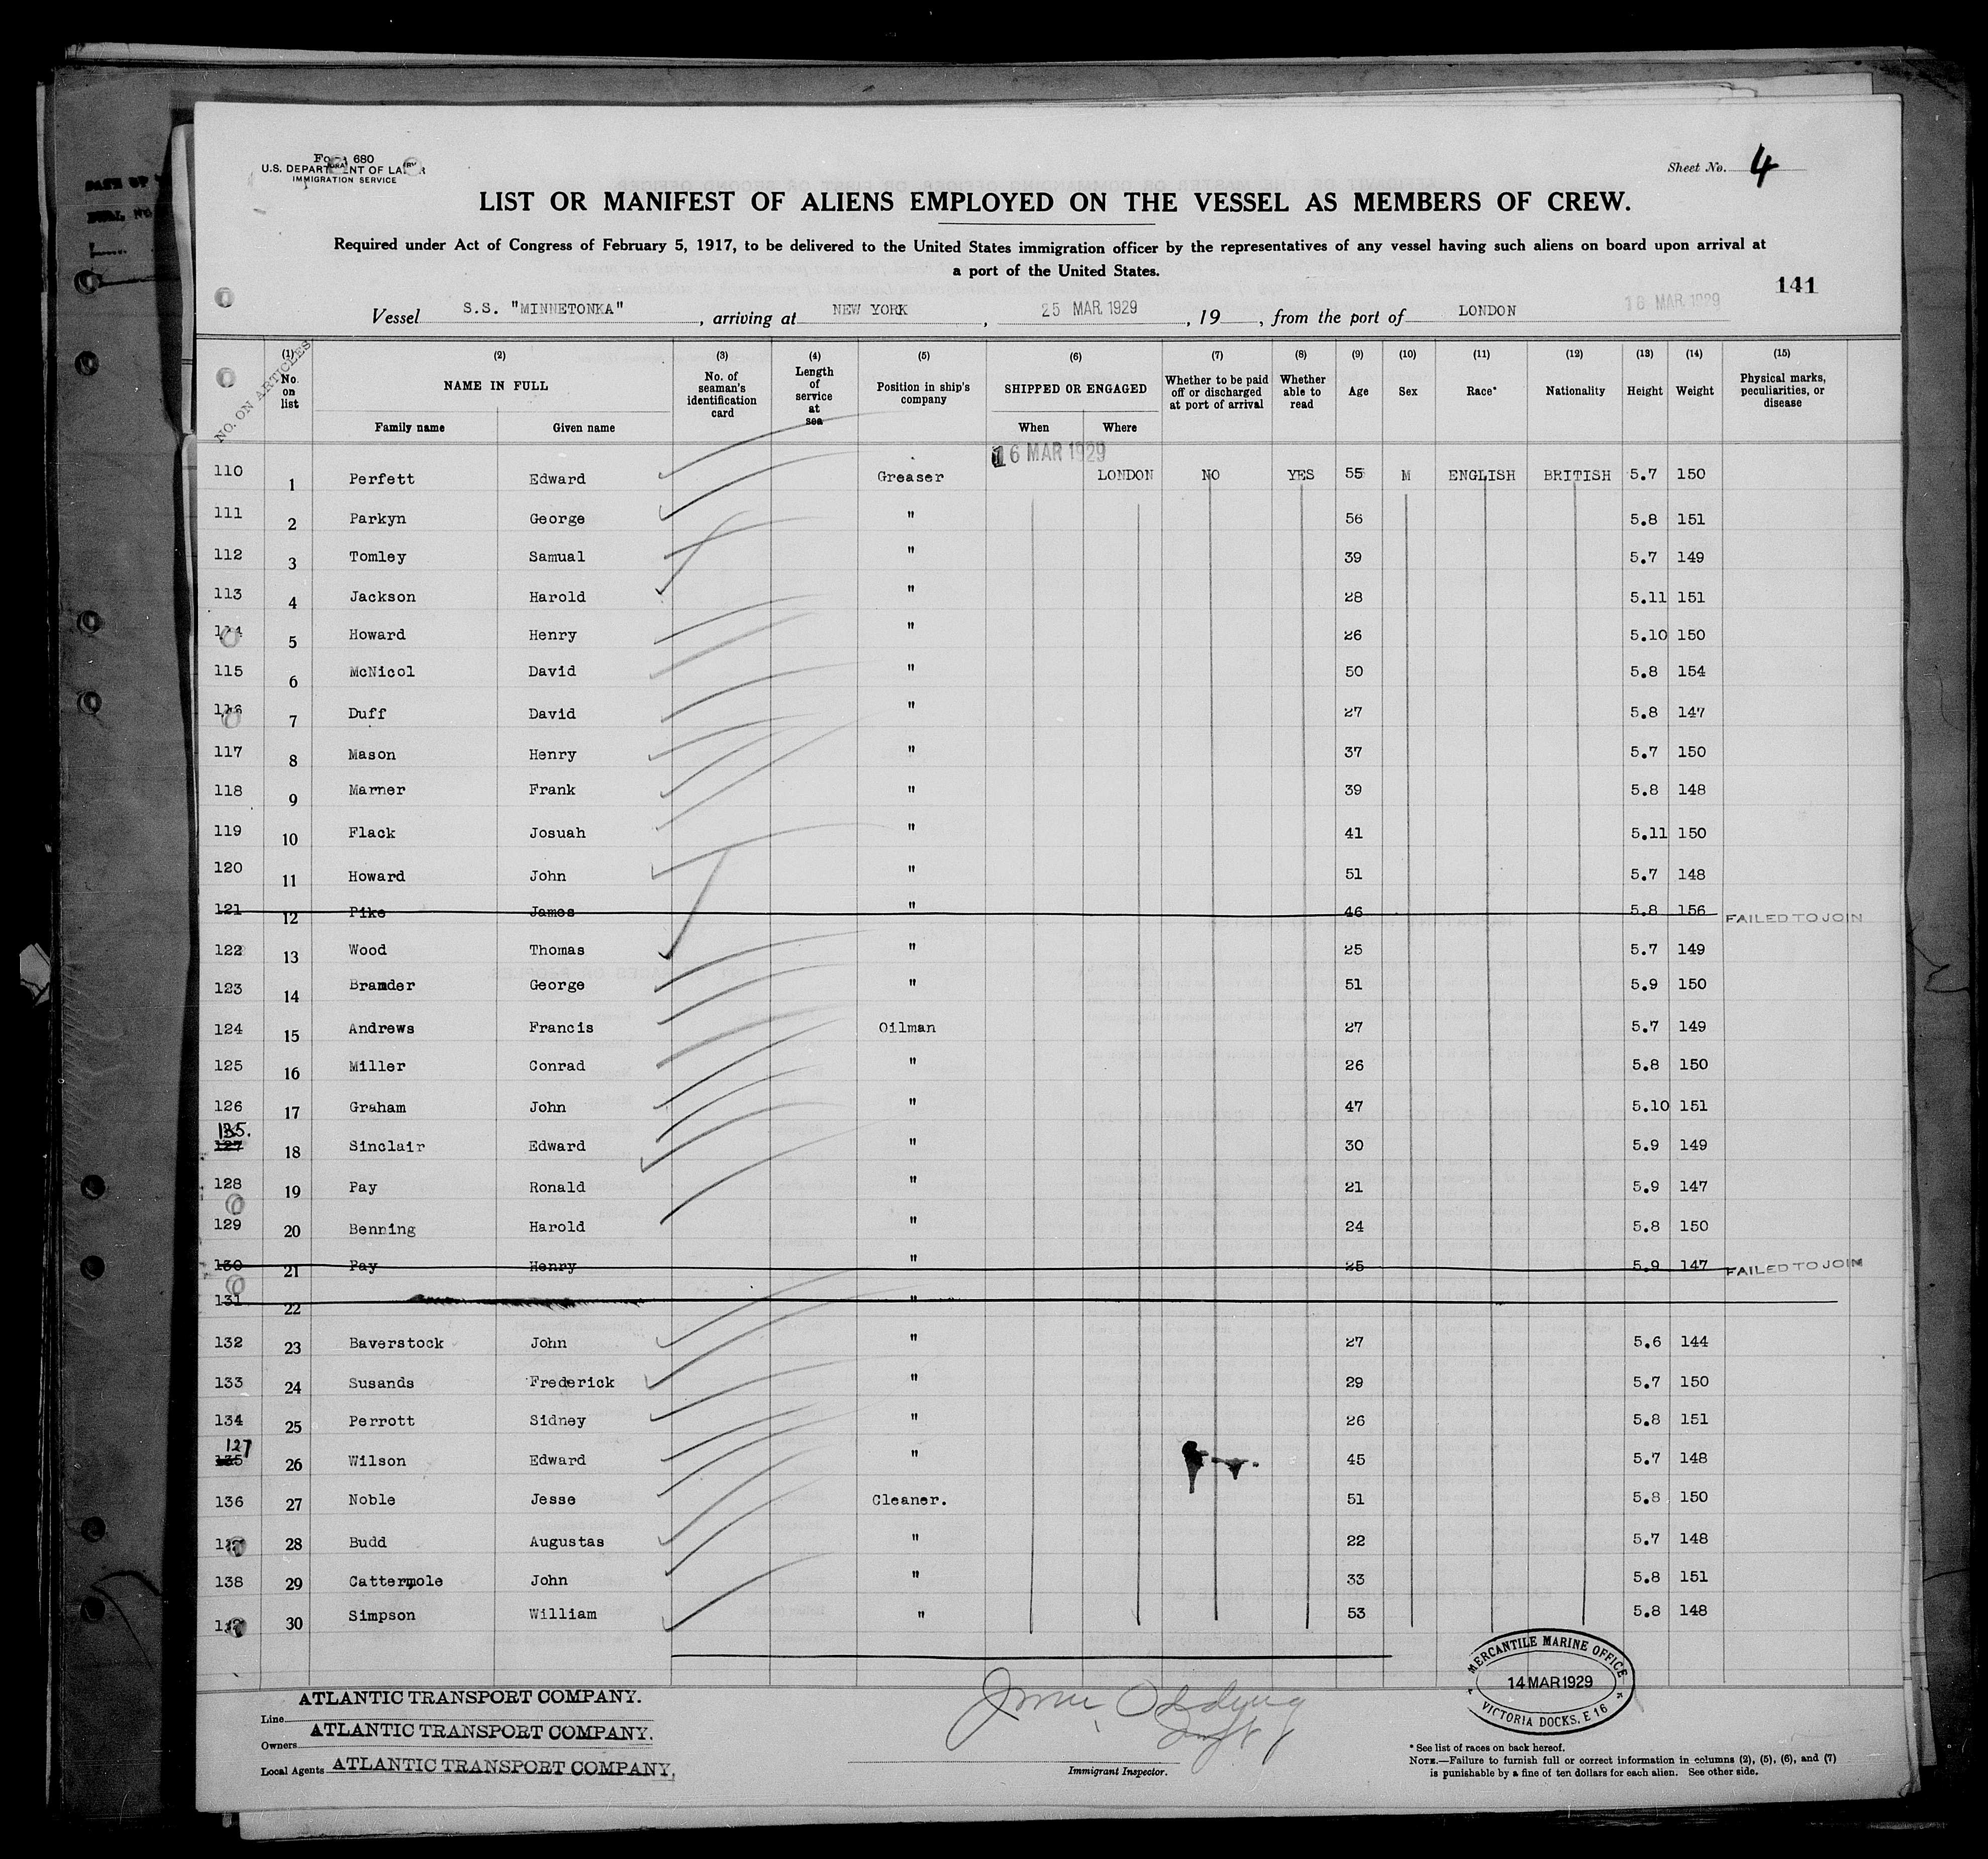 Form 680
U.S. DEPARTMENT OF LABOR
IMMIGRATION SERVICE
Sheet No. 4
LIST OR MANIFEST OF ALIENS EMPLOYED ON THE VESSEL AS MEMBERS OF CREW.
Required under Act of Congress of February 5, 1917, to be delivered to the United States immigration officer by the representatives of any vessel having such aliens on board upon arrival at
a port of the United States.
141
Vessel S.S. "MINNETONKA", arriving at NEW YORK, 25 MAR. 1929, 19 , from the port of LONDON 16 MAR. 1929
NO. ON ARTICLES
(1) (2) (3) (4) (5) (6) (7) (8) (9) (10) (11) (12) (13) (14) (15)
No. on list NAME IN FULL No. of seaman's identification card Length of service at sea Position in ship's company SHIPPED OR ENGAGED Whether to be paid off or discharged at port of arrival Whether able to read Age Sex Race* Nationality Height Weight Physical marks, peculiarities, or disease
Family name Given name When Where
16 MAR 1929
110 1 Perfett Edward Greaser LONDON NO YES 55 M ENGLISH BRITISH 5.7 150
111 2 Parkyn George " 56 5.8 151
112 3 Tomley Samual " 39 5.7 149
113 4 Jackson Harold " 28 5.11 151
114 5 Howard Henry " 26 5.10 150
115 6 McNicol David " 50 5.8 154
116 7 Duff David " 27 5.8 147
117 8 Mason Henry " 37 5.7 150
118 9 Marner Frank " 39 5.8 148
119 10 Flack Josuah " 41 5.11 150
120 11 Howard John " 51 5.7 148
121 12 Pike James " 46 5.8 156 FAILED TO JOIN
122 13 Wood Thomas " 25 5.7 149
123 14 Bramder George " 51 5.9 150
124 15 Andrews Francis Oilman 27 5.7 149
125 16 Miller Conrad " 26 5.8 150
126 17 Graham John " 47 5.10 151
135.
127 18 Sinclair Edward " 30 5.9 149
128 19 Pay Ronald " 21 5.9 147
129 20 Benning Harold " 24 5.8 150
130 21 Pay Henry " 25 5.9 147 FAILED TO JOIN
131 22 "
132 23 Baverstock John " 27 5.6 144
133 24 Susands Frederick " 29 5.7 150
134 25 Perrott Sidney " 26 5.8 151
127
135 26 Wilson Edward " 45 5.7 148
136 27 Noble Jesse Cleaner. 51 5.8 150
28 Budd Augustas " 22 5.7 148
138 29 Cattermole John " 33 5.8 151
30 Simpson William " 53 5.8 148
MERCANTILE MARINE OFFICE
14 MAR 1929
VICTORIA DOCKS, E 16
Line ATLANTIC TRANSPORT COMPANY.
Owners ATLANTIC TRANSPORT COMPANY.
Local Agents ATLANTIC TRANSPORT COMPANY.
Immigrant Inspector.
* See list of races on back hereof.
NOTE.—Failure to furnish full or correct information in columns (2), (5), (6), and (7)
is punishable by a fine of ten dollars for each alien. See other side.